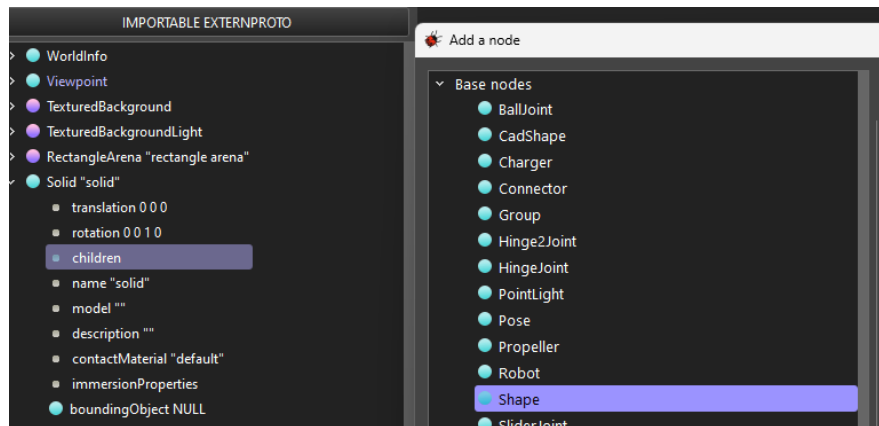 IMPORTABLE EXTERNPROTO
WorldInfo
Viewpoint
TexturedBackground
TexturedBackgroundLight
RectangleArena "rectangle arena"
Solid "solid"
translation 0 0 0
rotation 0 0 1 0
children
name "solid"
model ""
description ""
contactMaterial "default"
immersionProperties
boundingObject NULL
Add a node
Base nodes
BallJoint
CadShape
Charger
Connector
Group
Hinge2Joint
HingeJoint
PointLight
Pose
Propeller
Robot
Shape
SliderJoint